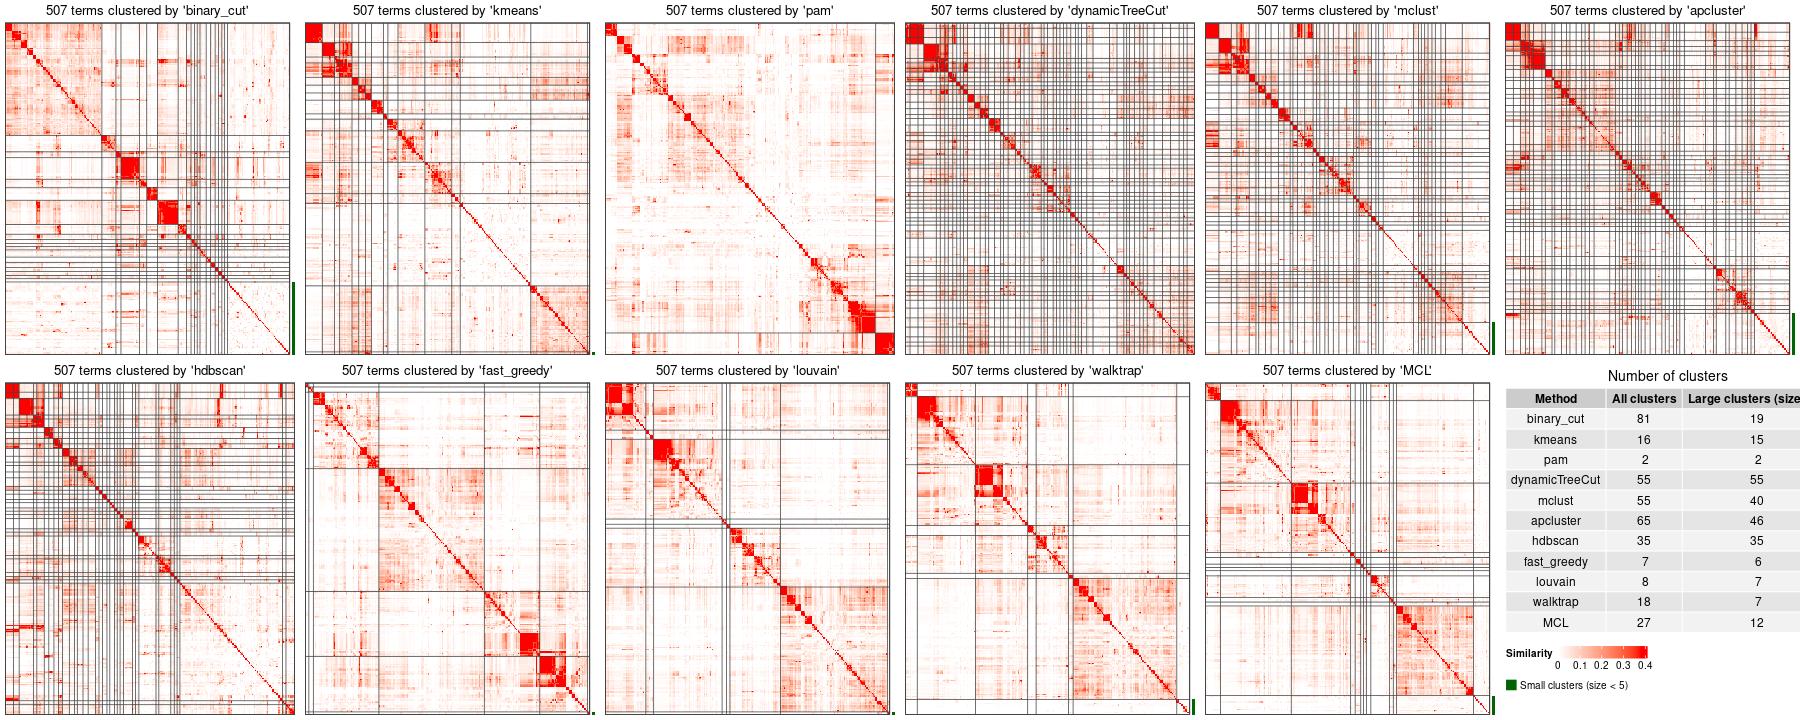 507 terms clustered by 'binary_cut'
507 terms clustered by 'kmeans'
507 terms clustered by 'pam'
507 terms clustered by 'dynamicTreeCut'
507 terms clustered by 'mclust'
507 terms clustered by 'apcluster'
507 terms clustered by 'hdbscan'
507 terms clustered by 'fast_greedy'
507 terms clustered by 'louvain'
507 terms clustered by 'walktrap'
507 terms clustered by 'MCL'
Number of clusters
Method All clusters Large clusters (size
binary_cut 81 19
kmeans 16 15
pam 2 2
dynamicTreeCut 55 55
mclust 55 40
apcluster 65 46
hdbscan 35 35
fast_greedy 7 6
louvain 8 7
walktrap 18 7
MCL 27 12
Similarity
0 0.1 0.2 0.3 0.4
Small clusters (size < 5)